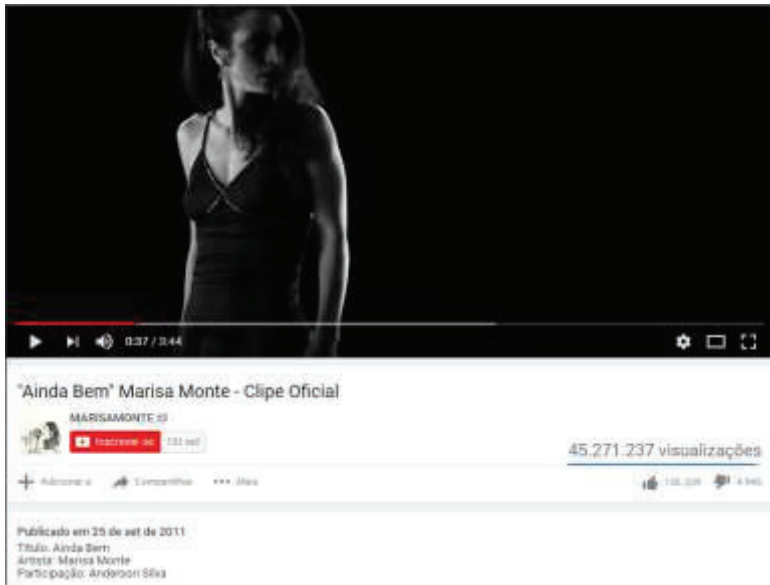 0:37 / 3:44
"Ainda Bem" Marisa Monte - Clipe Oficial
MARISAMONTE
Inscrever-se
45.271.237 visualizações
Adicionar a Compartilhar Mais
Publicado em 25 de set de 2011
Título: Ainda Bem
Artista: Marisa Monte
Participação: Anderson Silva